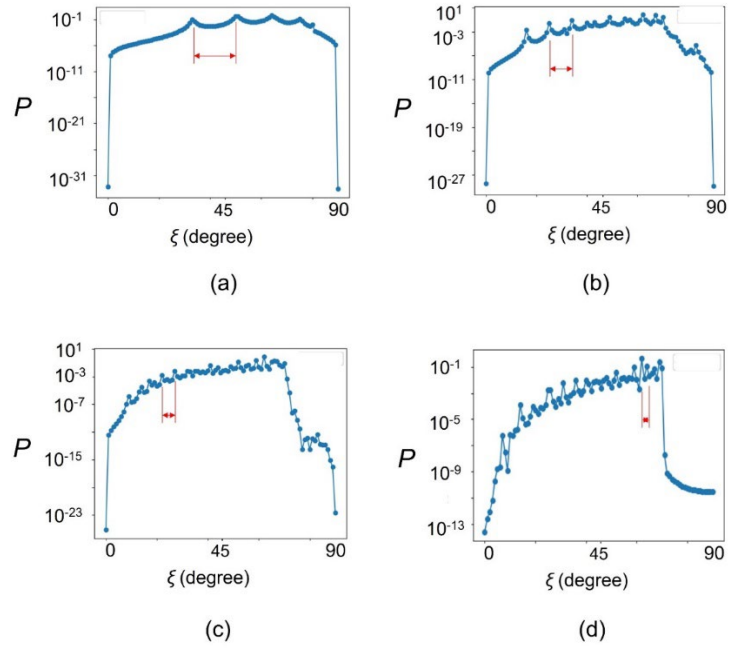 P
10^-1
10^-11
10^-21
10^-31
0 45 90
ξ (degree)
(a)
P
10^1
10^-3
10^-11
10^-19
10^-27
0 45 90
ξ (degree)
(b)
P
10^1
10^-3
10^-7
10^-15
10^-23
0 45 90
ξ (degree)
(c)
P
10^-1
10^-5
10^-9
10^-13
0 45 90
ξ (degree)
(d)